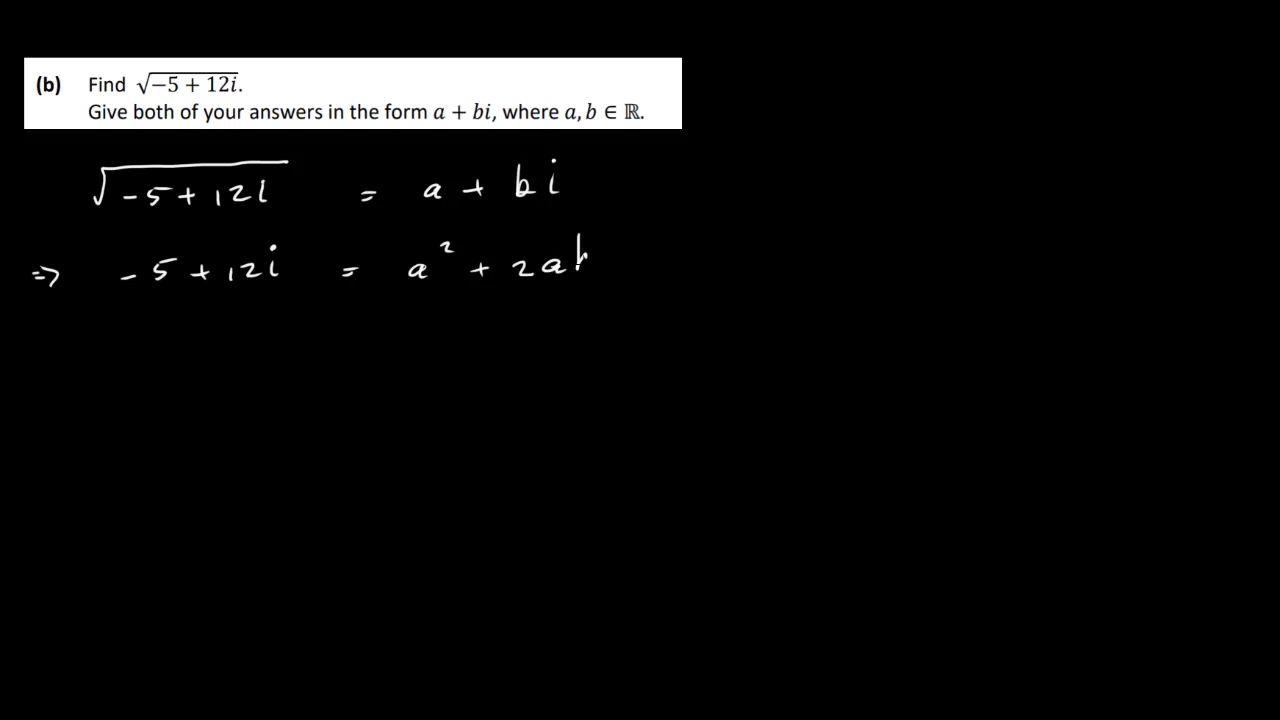 (b) Find √−5 + 12i.
Give both of your answers in the form a + bi, where a, b ∈ ℝ.
√-5+12i = a + bi
=> -5+12i = a² + 2ab